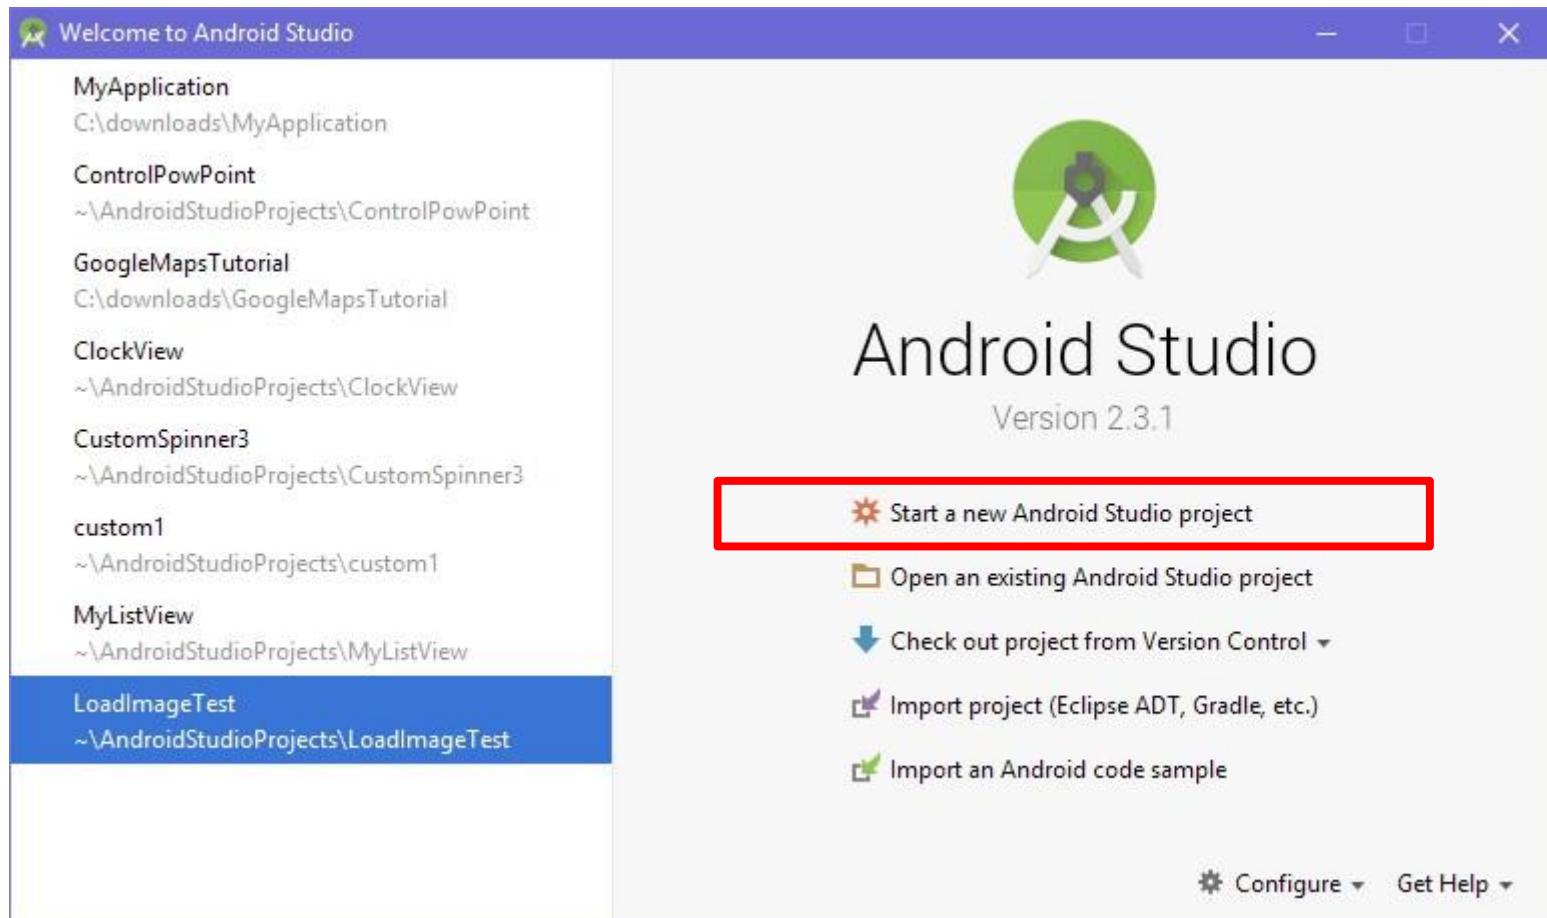 Welcome to Android Studio
MyApplication
C:\downloads\MyApplication
ControlPowPoint
~\AndroidStudioProjects\ControlPowPoint
GoogleMapsTutorial
C:\downloads\GoogleMapsTutorial
ClockView
~\AndroidStudioProjects\ClockView
CustomSpinner3
~\AndroidStudioProjects\CustomSpinner3
custom1
~\AndroidStudioProjects\custom1
MyListView
~\AndroidStudioProjects\MyListView
LoadImageTest
~\AndroidStudioProjects\LoadImageTest
Android Studio
Version 2.3.1
Start a new Android Studio project
Open an existing Android Studio project
Check out project from Version Control
Import project (Eclipse ADT, Gradle, etc.)
Import an Android code sample
Configure
Get Help